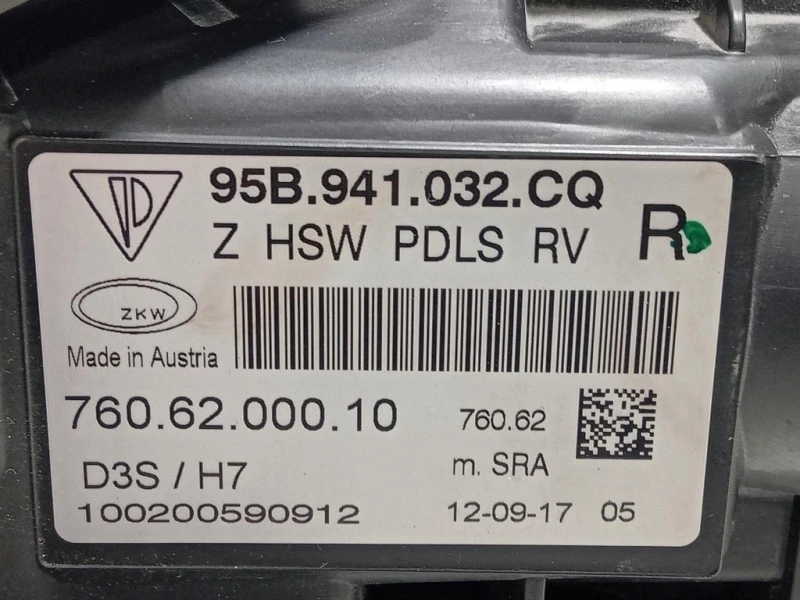 95B.941.032.CQ
Z HSW PDLS RV R
ZKW
Made in Austria
760.62.000.10 760.62
D3S / H7 m. SRA
100200590912 12-09-17 05